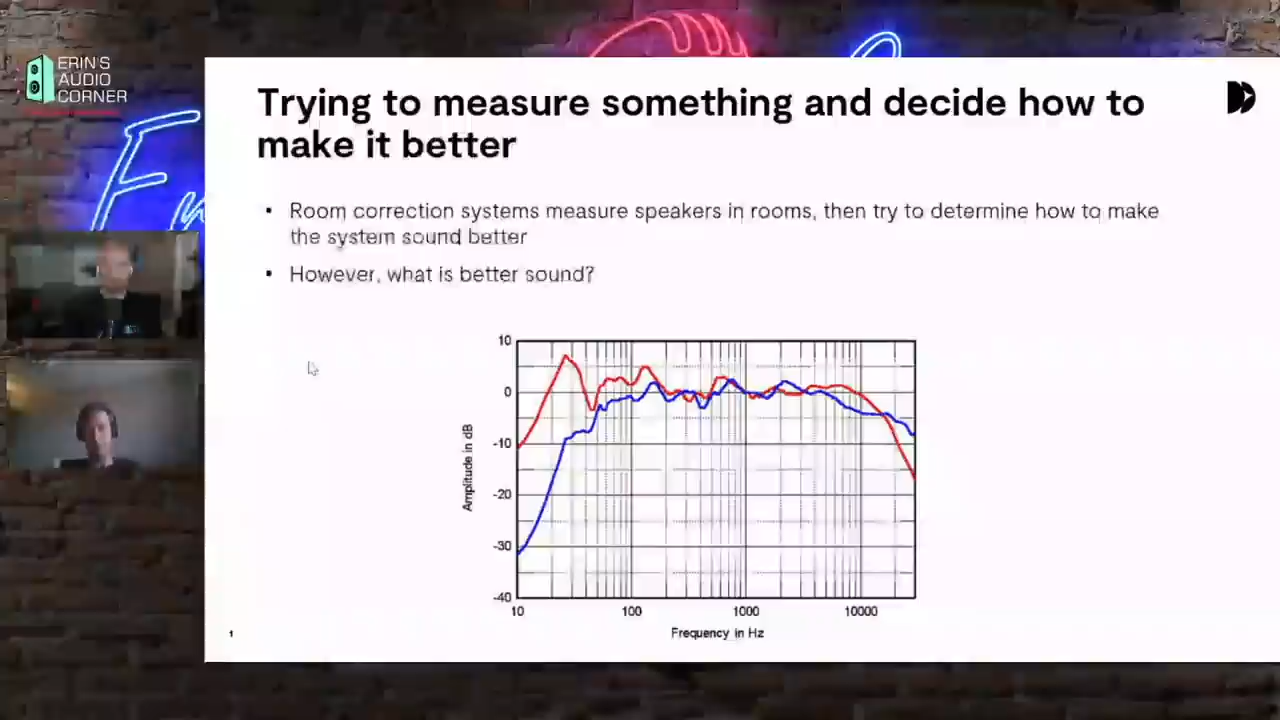 ERIN'S
AUDIO
CORNER
Trying to measure something and decide how to
make it better
• Room correction systems measure speakers in rooms, then try to determine how to make
the system sound better
• However, what is better sound?
10
0
-10
-20
-30
-40
Amplitude in dB
10 100 1000 10000
Frequency in Hz
1